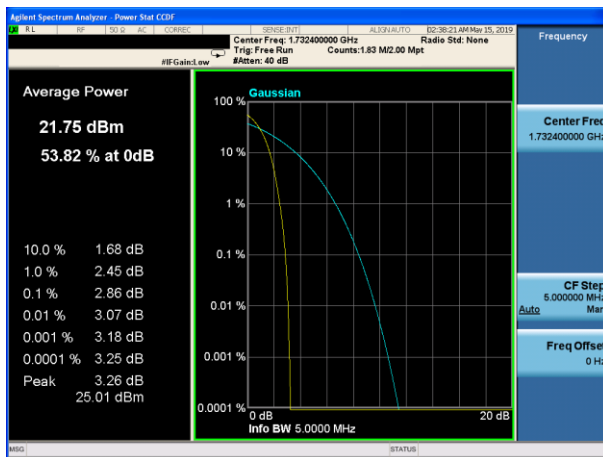 Agilent Spectrum Analyzer - Power Stat CCDF
RL RF 50 Ω AC CORREC SENSE:INT ALIGNAUTO 02:38:21 AM May 15, 2019
Center Freq: 1.732400000 GHz Radio Std: None
Trig: Free Run Counts:1.83 M/2.00 Mpt
#IFGain:Low #Atten: 40 dB
Frequency
Average Power
21.75 dBm
53.82 % at 0dB
10.0 % 1.68 dB
1.0 % 2.45 dB
0.1 % 2.86 dB
0.01 % 3.07 dB
0.001 % 3.18 dB
0.0001 % 3.25 dB
Peak 3.26 dB
25.01 dBm
Gaussian
100 %
10 %
1 %
0.1 %
0.01 %
0.001 %
0.0001 %
0 dB 20 dB
Info BW 5.0000 MHz
Center Freq
1.732400000 GHz
CF Step
5.000000 MHz
Auto Man
Freq Offset
0 Hz
MSG STATUS